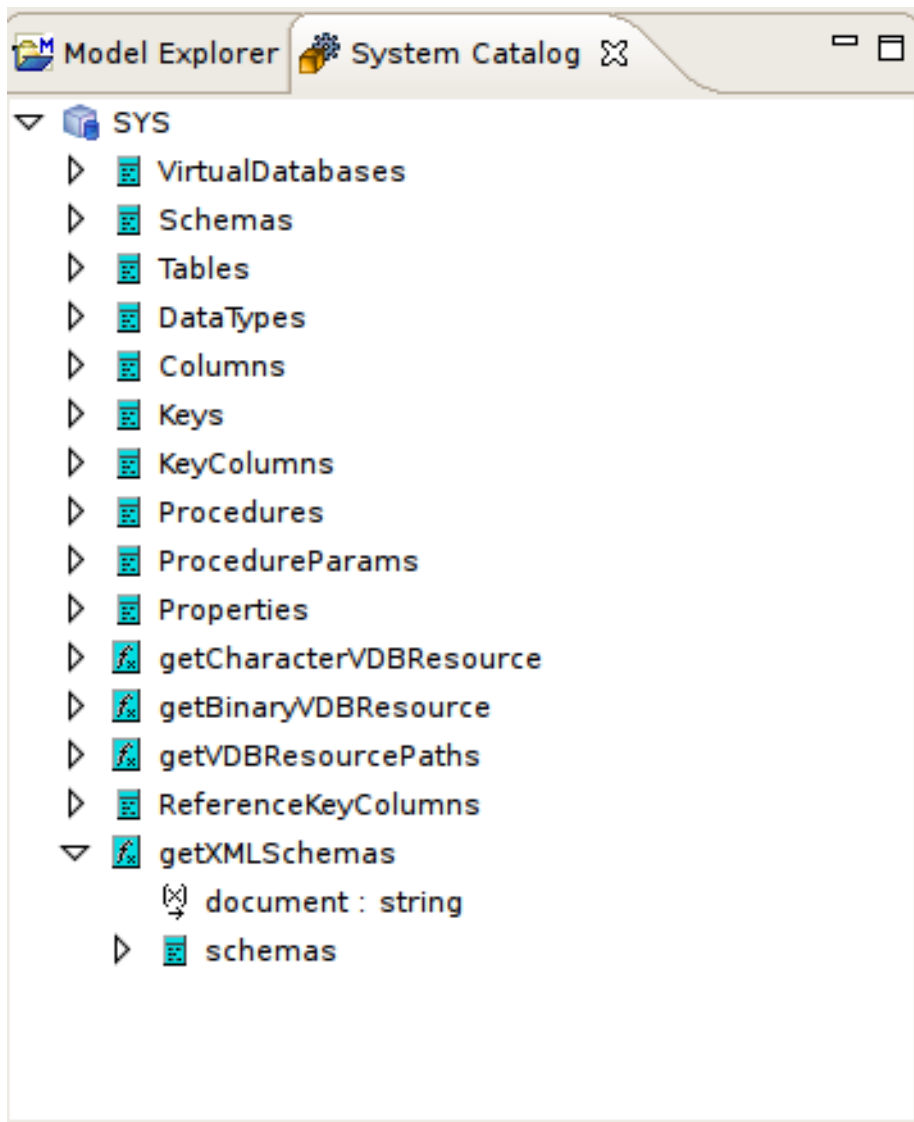 Model Explorer System Catalog
SYS
VirtualDatabases
Schemas
Tables
DataTypes
Columns
Keys
KeyColumns
Procedures
ProcedureParams
Properties
getCharacterVDBResource
getBinaryVDBResource
getVDBResourcePaths
ReferenceKeyColumns
getXMLSchemas
document : string
schemas